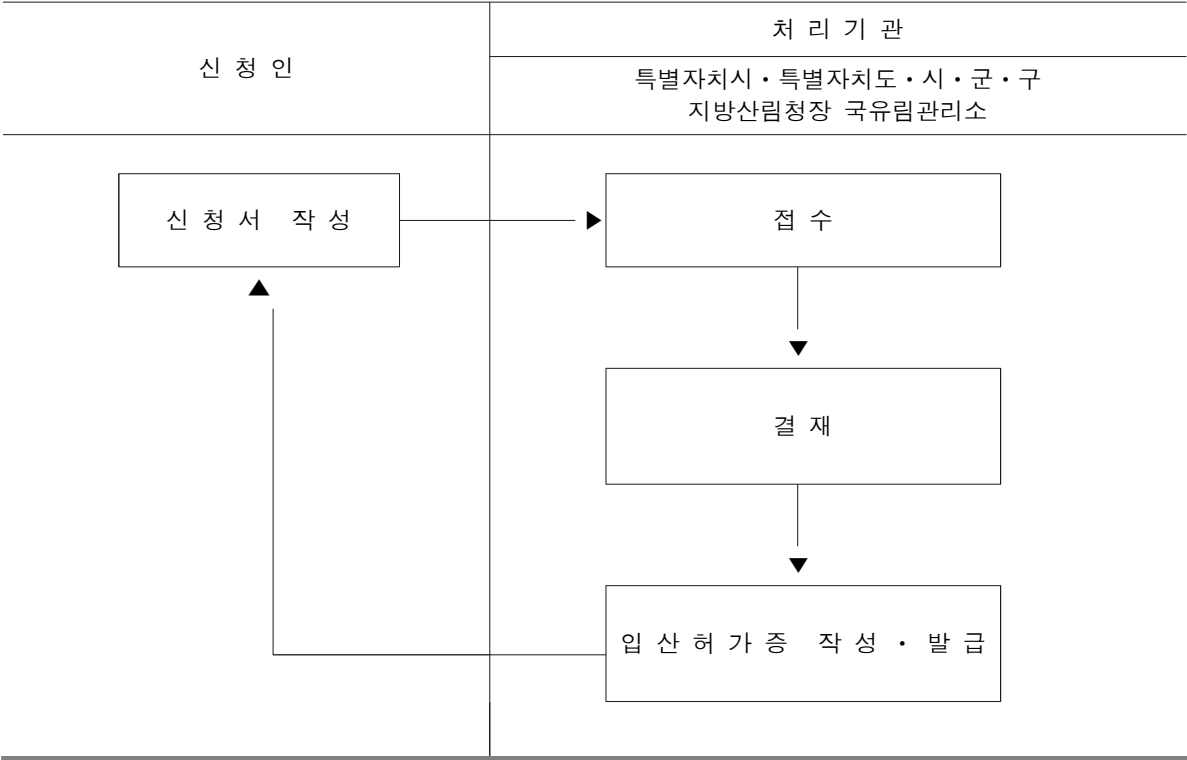 신 청 인
처 리 기 관
특별자치시・특별자치도・시・군・구
지방산림청장 국유림관리소
신 청 서 작 성
접 수
결 재
입 산 허 가 증 작 성 ・ 발 급